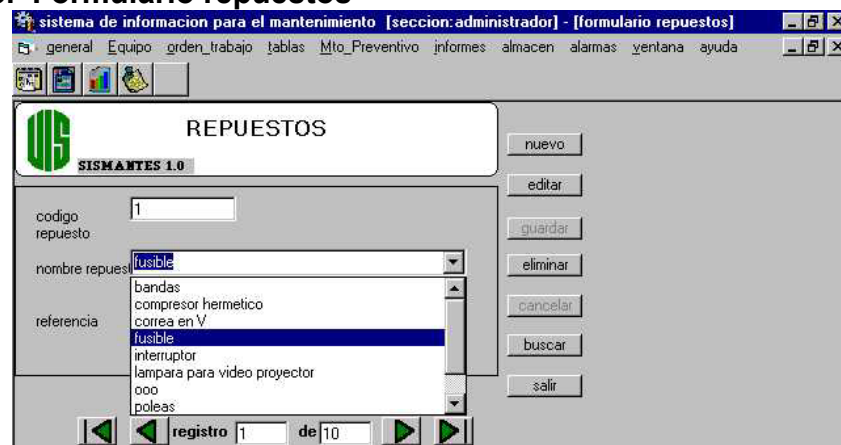 Formulario repuestos
sistema de informacion para el mantenimiento [seccion:administrador] - [formulario repuestos]
general Equipo orden_trabajo tablas Mto_Preventivo informes almacen alarmas ventana ayuda
REPUESTOS
UIS
SISMANTES 1.0
nuevo
editar
codigo repuesto
1
guardar
nombre repuest
fusible
eliminar
bandas
compresor hermetico
cancelar
referencia
correa en V
fusible
interruptor
buscar
lampara para video proyector
ooo
salir
poleas
registro 1 de 10